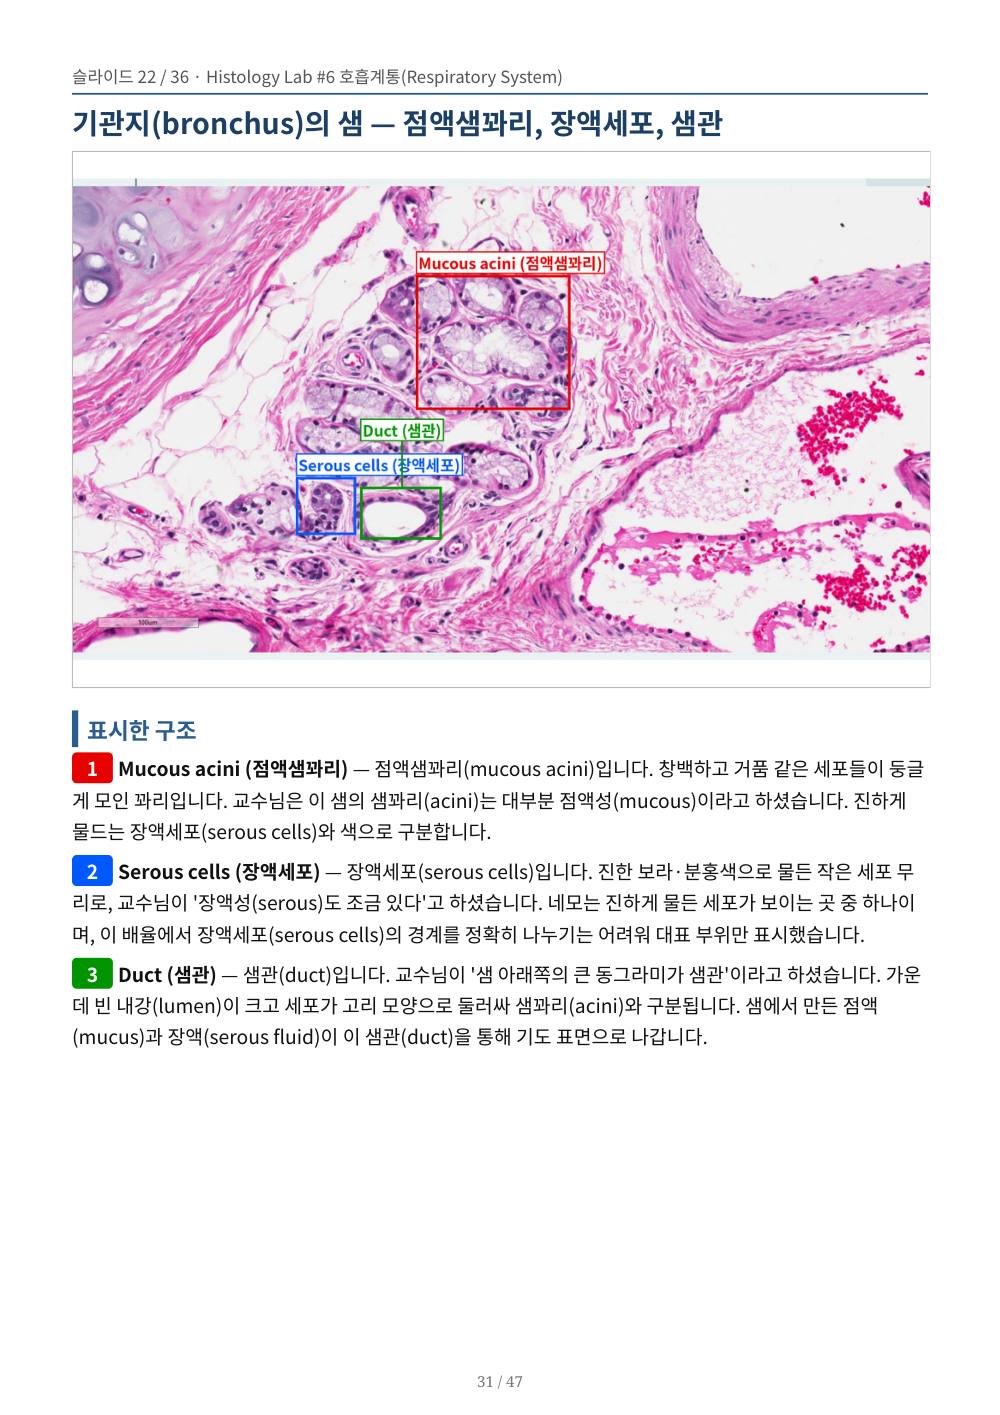 슬라이드 22 / 36 · Histology Lab #6 호흡계통(Respiratory System)
기관지(bronchus)의 샘 — 점액샘꽈리, 장액세포, 샘관
Mucous acini (점액샘꽈리)
Duct (샘관)
Serous cells (장액세포)
100um
표시한 구조
1 Mucous acini (점액샘꽈리) — 점액샘꽈리(mucous acini)입니다. 창백하고 거품 같은 세포들이 둥글
게 모인 꽈리입니다. 교수님은 이 샘의 샘꽈리(acini)는 대부분 점액성(mucous)이라고 하셨습니다. 진하게
물드는 장액세포(serous cells)와 색으로 구분합니다.
2 Serous cells (장액세포) — 장액세포(serous cells)입니다. 진한 보라·분홍색으로 물든 작은 세포 무
리로, 교수님이 '장액성(serous)도 조금 있다'고 하셨습니다. 네모는 진하게 물든 세포가 보이는 곳 중 하나이
며, 이 배율에서 장액세포(serous cells)의 경계를 정확히 나누기는 어려워 대표 부위만 표시했습니다.
3 Duct (샘관) — 샘관(duct)입니다. 교수님이 '샘 아래쪽의 큰 동그라미가 샘관'이라고 하셨습니다. 가운
데 빈 내강(lumen)이 크고 세포가 고리 모양으로 둘러싸 샘꽈리(acini)와 구분됩니다. 샘에서 만든 점액
(mucus)과 장액(serous fluid)이 이 샘관(duct)을 통해 기도 표면으로 나갑니다.
31 / 47